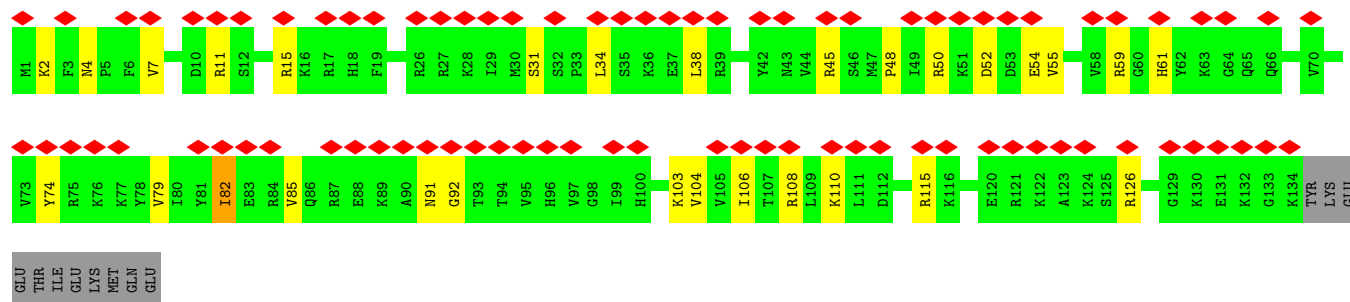 M1 K2 F3 N4 P5 F6 V7 D10 R11 S12 R15 K16 R17 H18 F19 R26 R27 K28 I29 M30 S31 S32 P33 L34 S35 K36 E37 L38 R39 Y42 N43 V44 R45 S46 M47 P48 I49 R50 K51 D52 D53 E54 V55 V58 R59 G60 H61 Y62 K63 G64 Q65 Q66 V70
V73 Y74 R75 K76 K77 Y78 V79 I80 Y81 I82 E83 R84 V85 Q86 R87 E88 K89 A90 N91 G92 T93 T94 V95 H96 V97 G98 I99 H100 K103 V104 V105 I106 T107 R108 L109 K110 L111 D112 R115 K116 E120 R121 K122 A123 K124 S125 R126 G129 K130 E131 K132 G133 K134 TYR LYS GLU
GLU THR ILE GLU LYS MET GLN GLU